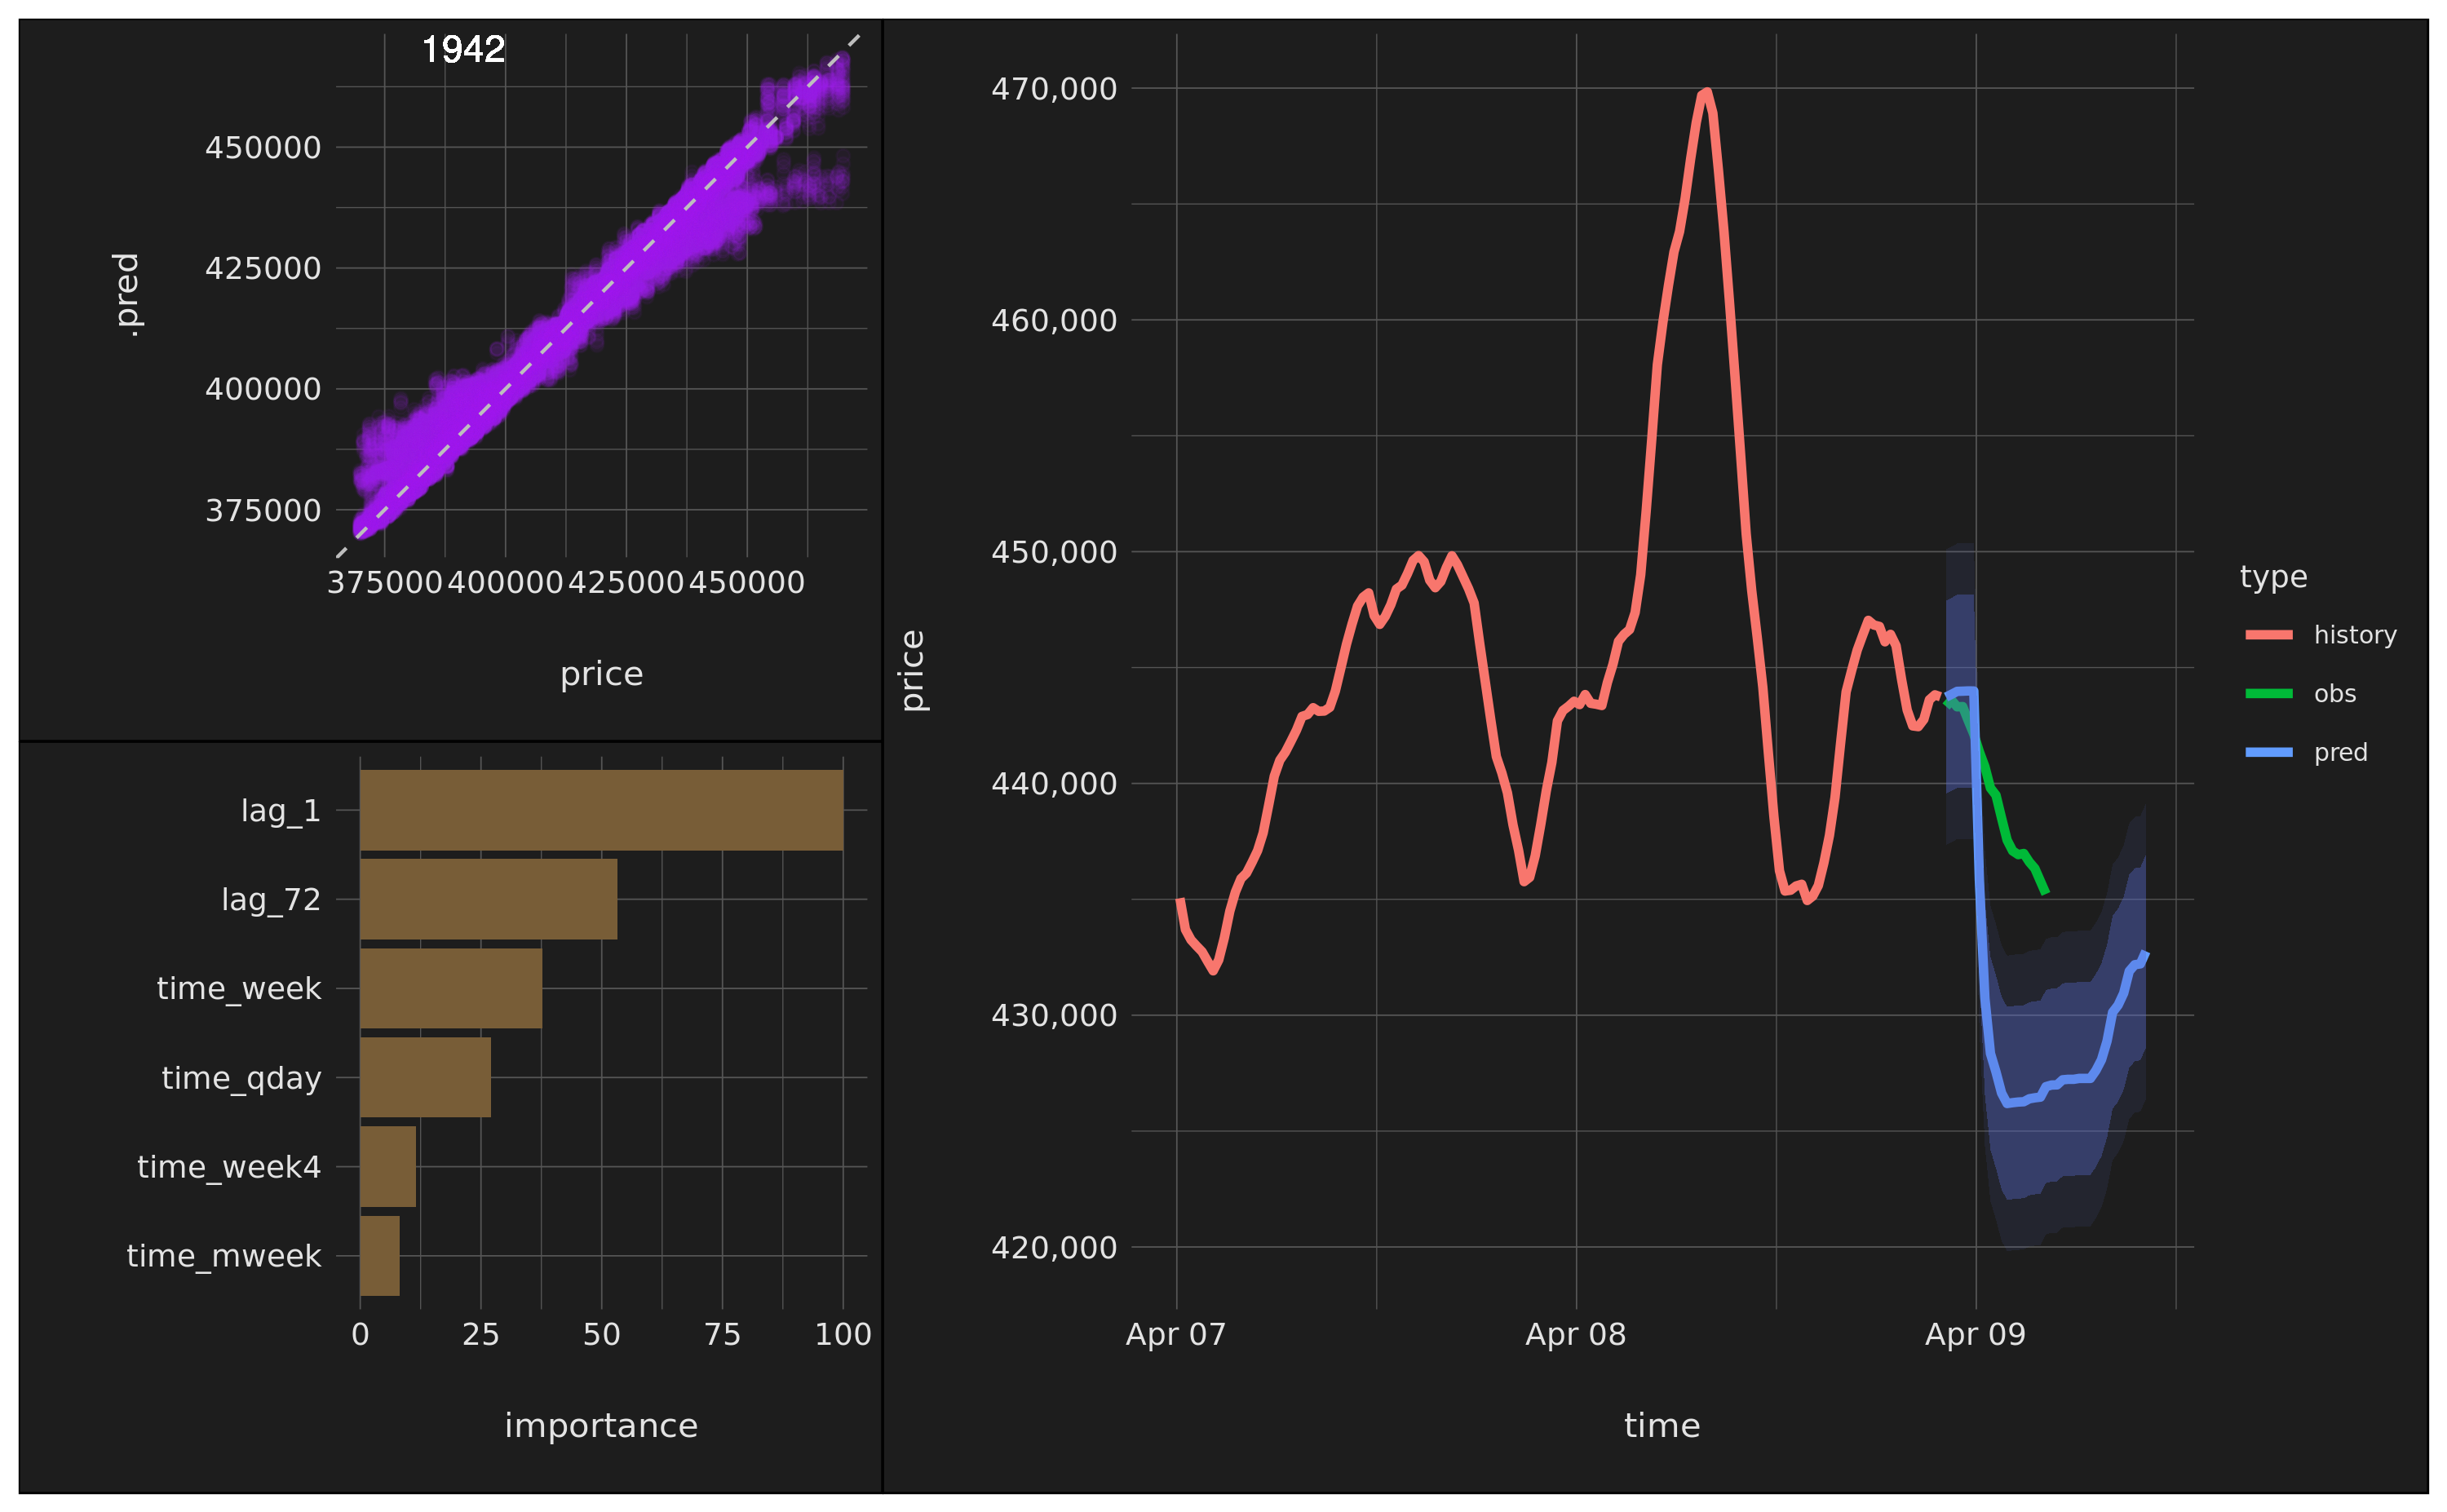 1942
450000
425000
400000
375000
.pred
375000 400000 425000 450000
price
lag_1
lag_72
time_week
time_qday
time_week4
time_mweek
0 25 50 75 100
importance
470,000
460,000
450,000
440,000
430,000
420,000
price
Apr 07 Apr 08 Apr 09
time
type
history
obs
pred